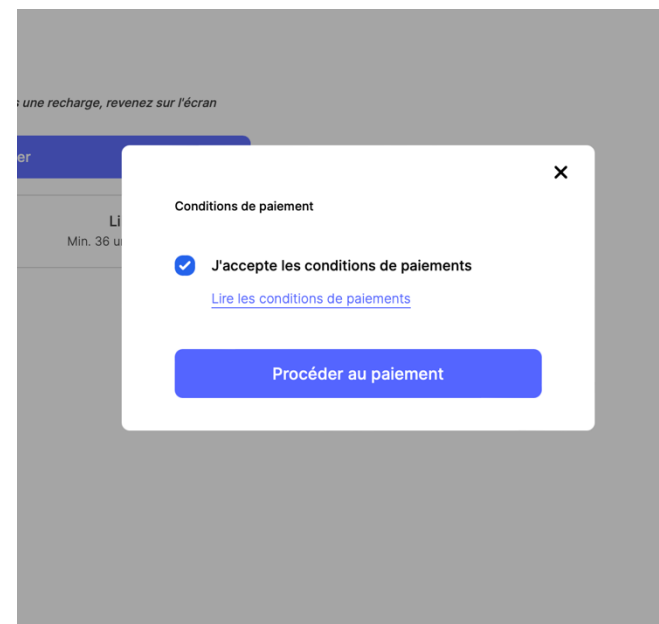 une recharge, revenez sur l'écran
er
Li
Min. 36 u
Conditions de paiement
J'accepte les conditions de paiements
Lire les conditions de paiements
Procéder au paiement